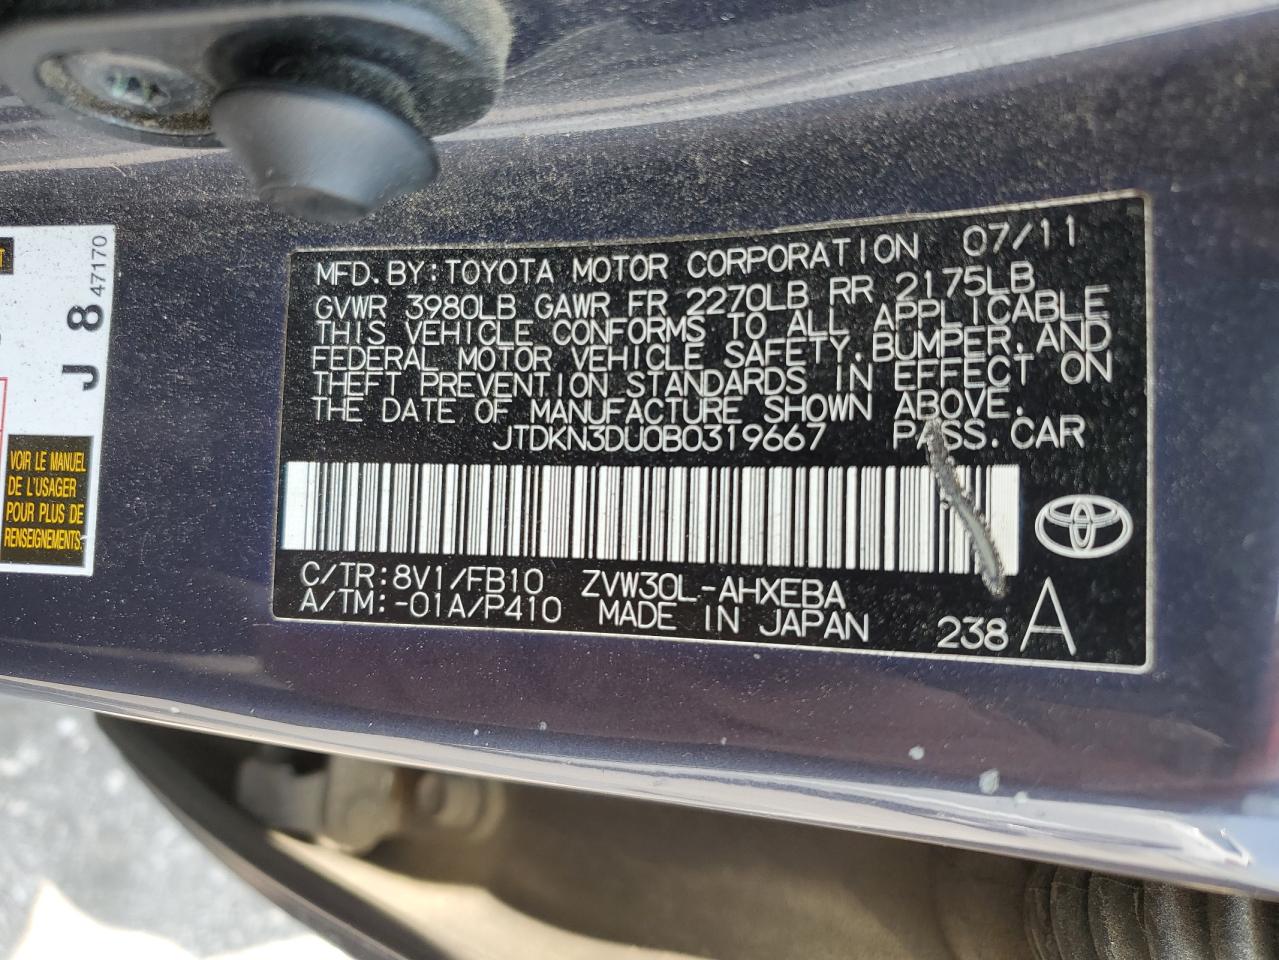 MFD. BY: TOYOTA MOTOR CORPORATION 07/11
GVWR 3980LB GAWR FR 2270LB RR 2175LB
THIS VEHICLE CONFORMS TO ALL APPLICABLE
FEDERAL MOTOR VEHICLE SAFETY, BUMPER, AND
THEFT PREVENTION STANDARDS IN EFFECT ON
THE DATE OF MANUFACTURE SHOWN ABOVE.
JTDKN3DU0B0319667 PASS. CAR
C/TR: 8V1/FB10 ZVW30L-AHXEBA
A/TM: -01A/P410 MADE IN JAPAN 238 A
J 8 47170
VOIR LE MANUEL
DE L'USAGER
POUR PLUS DE
RENSEIGNEMENTS.